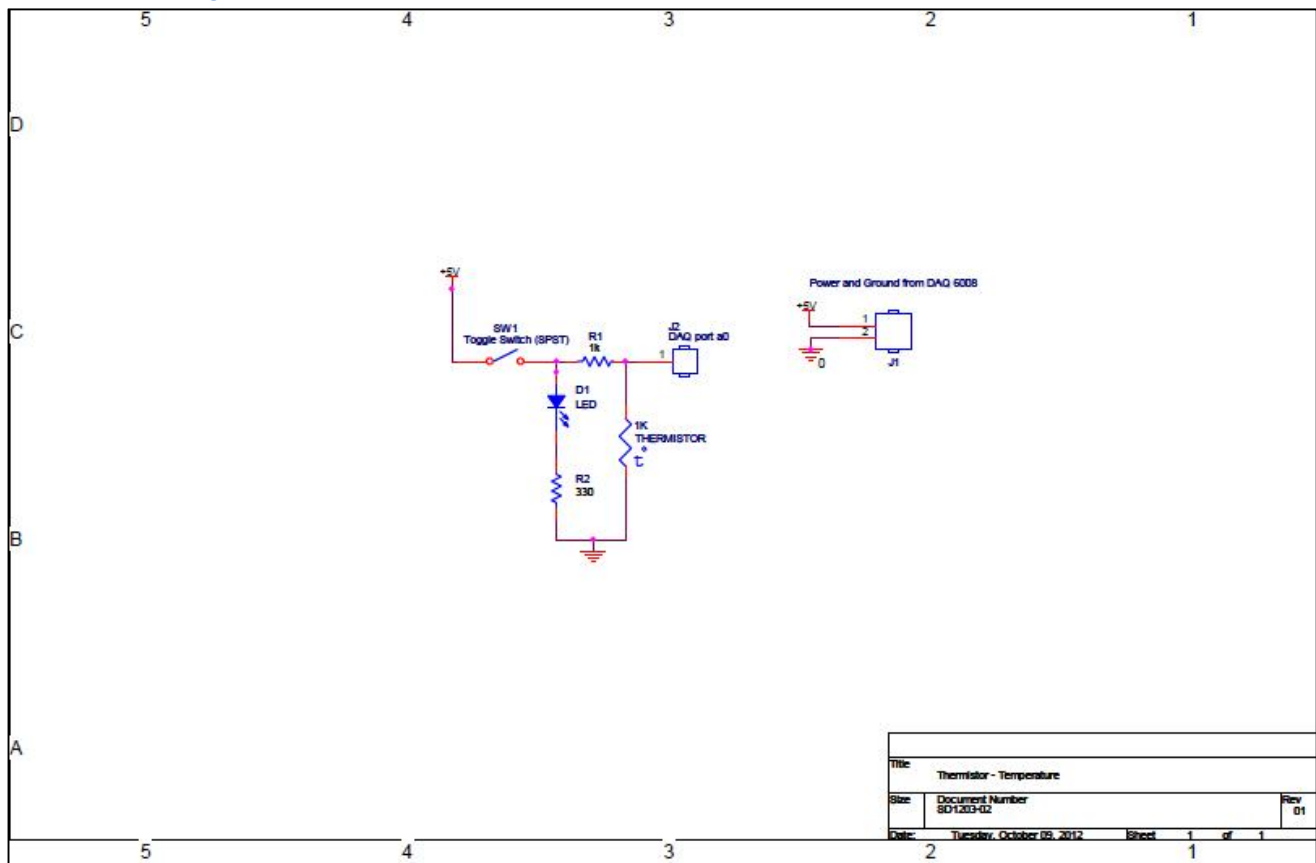 5 4 3 2 1
D
C
B
A
+5V
SW1
Toggle Switch (SPST)
R1
1k
J2
DAQ port a0
1
D1
LED
1K
THERMISTOR
t°
R2
330
Power and Ground from DAQ 6008
+5V
1
2
0
J1
Title
Thermistor - Temperature
Size
Document Number
SD1203-02
Rev
01
Date: Tuesday, October 09, 2012 Sheet 1 of 1
5 4 3 2 1